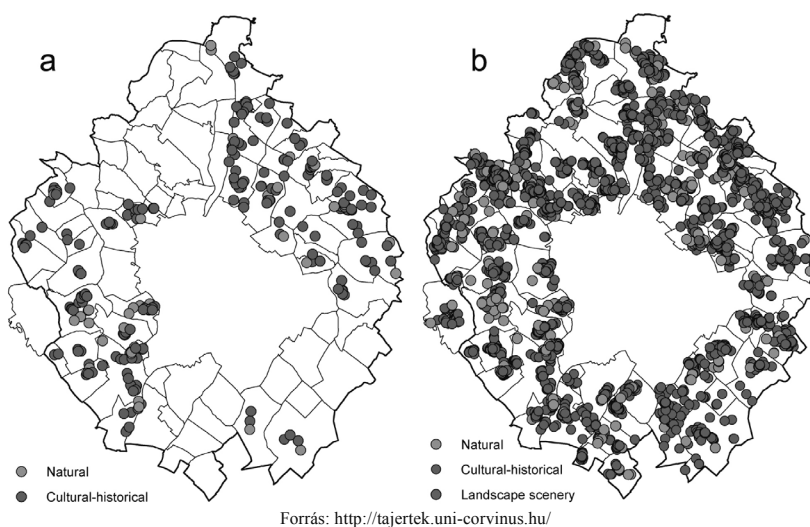 a
Natural
Cultural-historical
b
Natural
Cultural-historical
Landscape scenery
Forrás: http://tajertek.uni-corvinus.hu/